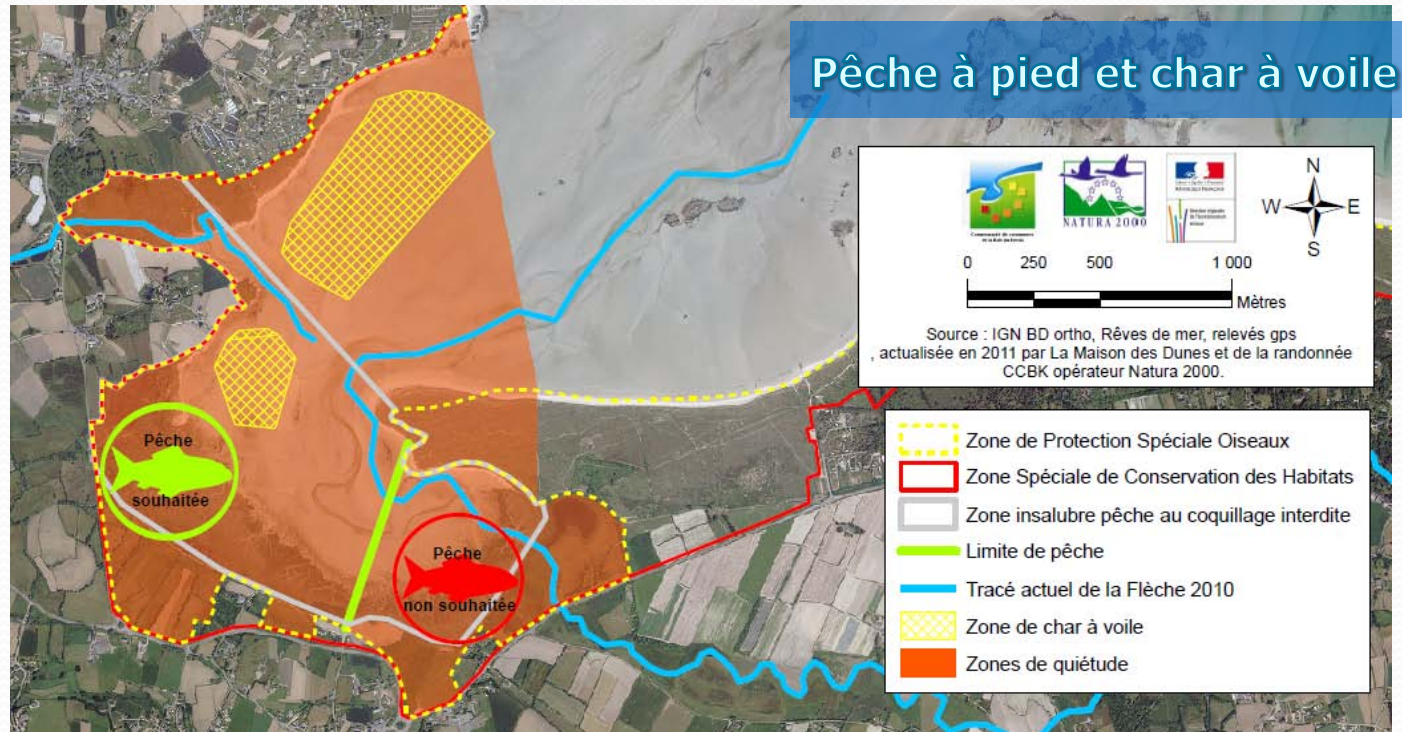 Pêche à pied et char à voile
NATURA 2000
N
W E
S
0 250 500 1 000
Mètres
Source : IGN BD ortho, Rêves de mer, relevés gps
, actualisée en 2011 par La Maison des Dunes et de la randonnée
CCBK opérateur Natura 2000.
Zone de Protection Spéciale Oiseaux
Zone Spéciale de Conservation des Habitats
Zone insalubre pêche au coquillage interdite
Limite de pêche
Tracé actuel de la Flèche 2010
Zone de char à voile
Zones de quiétude
Pêche
souhaitée
Pêche
non souhaitée